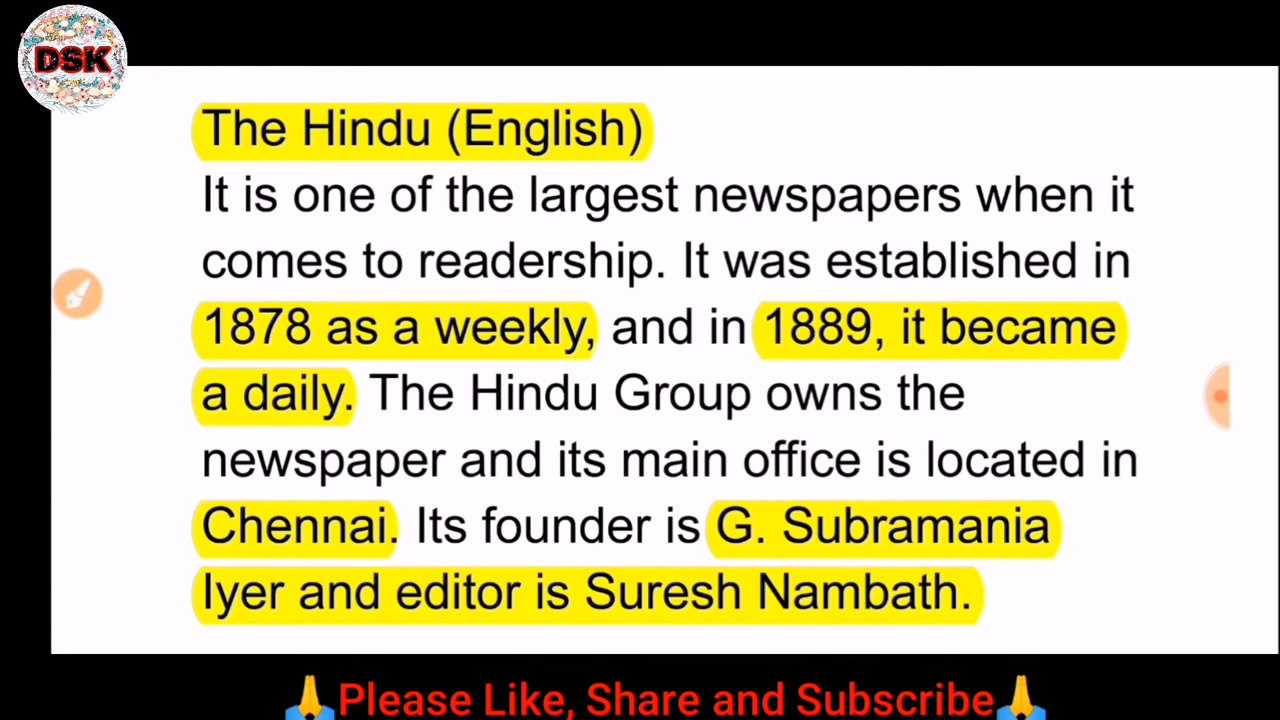 DSK
The Hindu (English)
It is one of the largest newspapers when it
comes to readership. It was established in
1878 as a weekly, and in 1889, it became
a daily. The Hindu Group owns the
newspaper and its main office is located in
Chennai. Its founder is G. Subramania
Iyer and editor is Suresh Nambath.
🙏Please Like, Share and Subscribe🙏